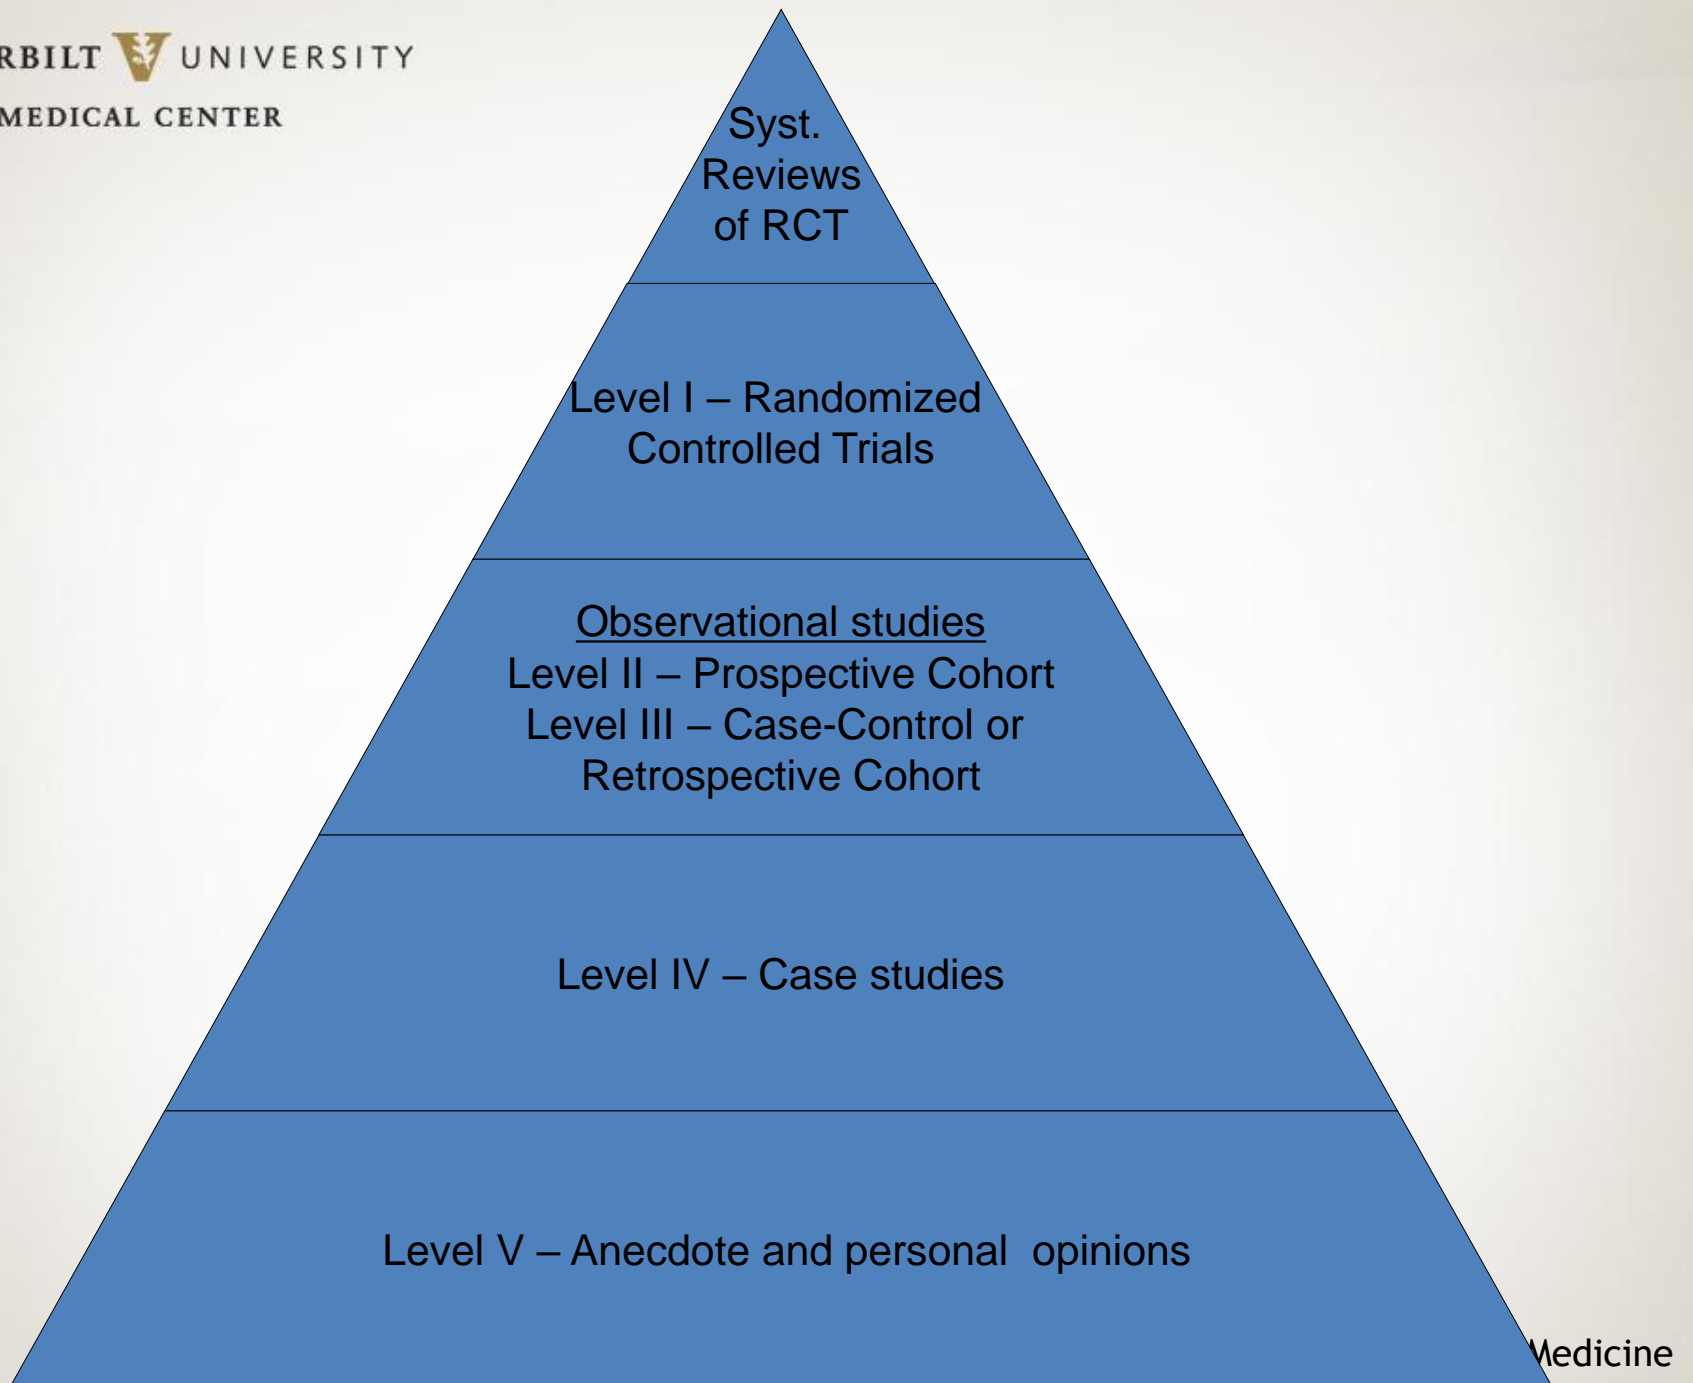 RBILT V UNIVERSITY
MEDICAL CENTER
Syst.
Reviews
of RCT
Level I – Randomized
Controlled Trials
Observational studies
Level II – Prospective Cohort
Level III – Case-Control or
Retrospective Cohort
Level IV – Case studies
Level V – Anecdote and personal  opinions
Medicine